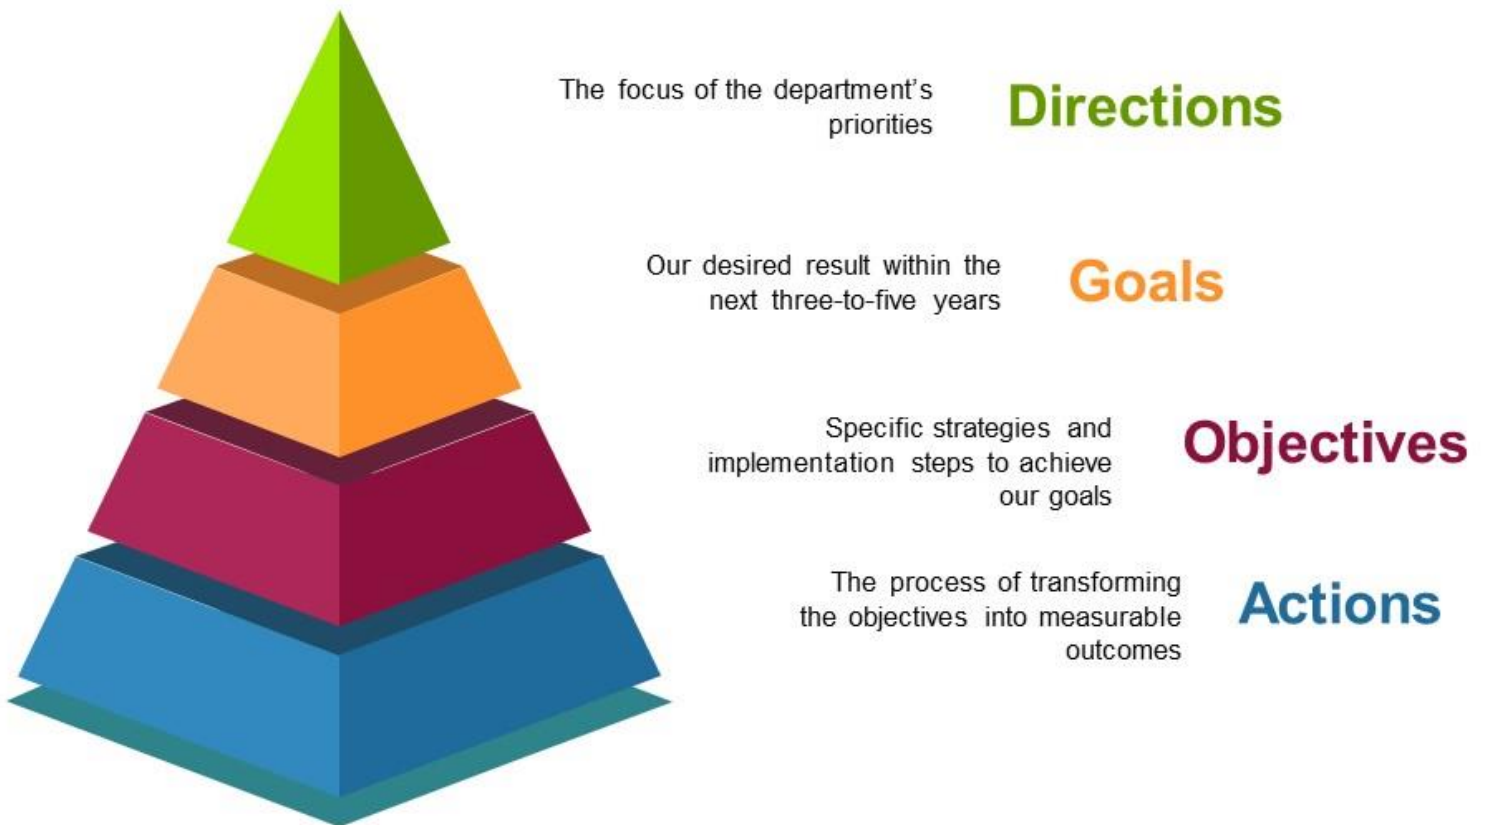 The focus of the department’s
priorities
Directions
Our desired result within the
next three-to-five years
Goals
Specific strategies and
implementation steps to achieve
our goals
Objectives
The process of transforming
the objectives into measurable
outcomes
Actions